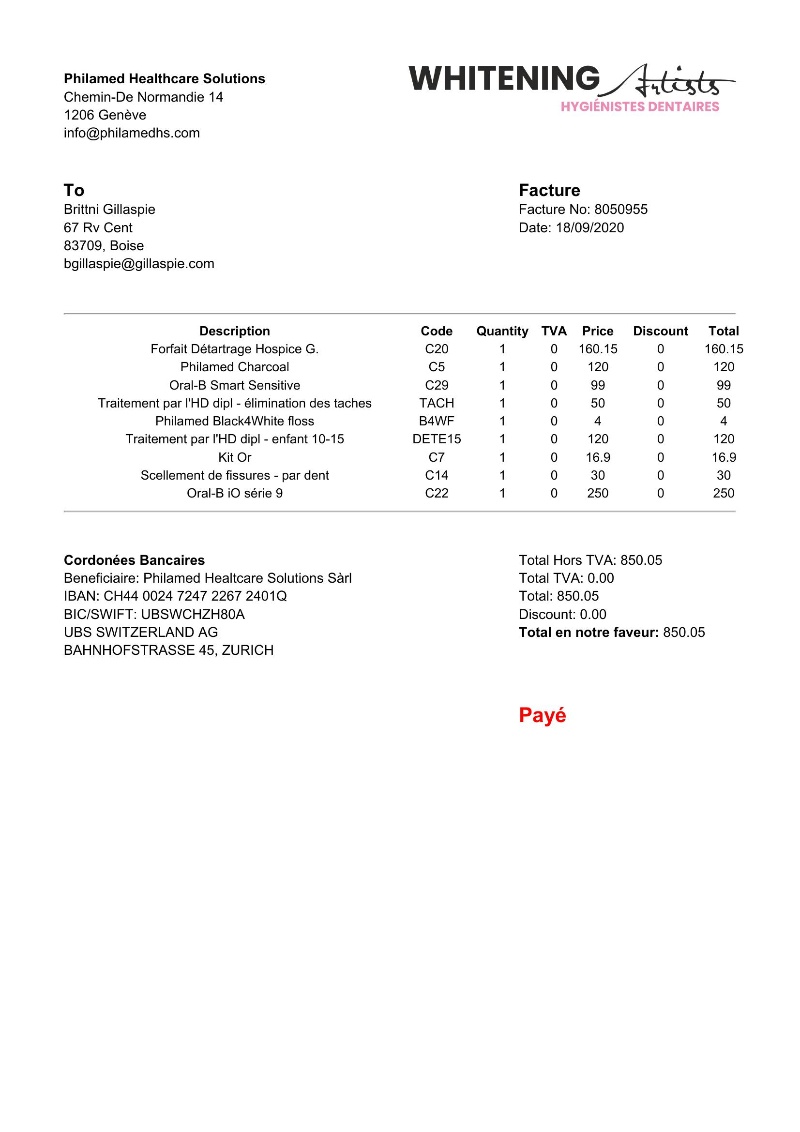 Philamed Healthcare Solutions
Chemin-De Normandie 14
1206 Genève
info@philamedhs.com
WHITENING Artists
HYGIÉNISTES DENTAIRES
To
Brittni Gillaspie
67 Rv Cent
83709, Boise
bgillaspie@gillaspie.com
Facture
Facture No: 8050955
Date: 18/09/2020
Description Code Quantity TVA Price Discount Total
Forfait Détartrage Hospice G. C20 1 0 160.15 0 160.15
Philamed Charcoal C5 1 0 120 0 120
Oral-B Smart Sensitive C29 1 0 99 0 99
Traitement par l'HD dipl - élimination des taches TACH 1 0 50 0 50
Philamed Black4White floss B4WF 1 0 4 0 4
Traitement par l'HD dipl - enfant 10-15 DETE15 1 0 120 0 120
Kit Or C7 1 0 16.9 0 16.9
Scellement de fissures - par dent C14 1 0 30 0 30
Oral-B iO série 9 C22 1 0 250 0 250
Cordonées Bancaires
Beneficiaire: Philamed Healtcare Solutions Sàrl
IBAN: CH44 0024 7247 2267 2401Q
BIC/SWIFT: UBSWCHZH80A
UBS SWITZERLAND AG
BAHNHOFSTRASSE 45, ZURICH
Total Hors TVA: 850.05
Total TVA: 0.00
Total: 850.05
Discount: 0.00
Total en notre faveur: 850.05
Payé